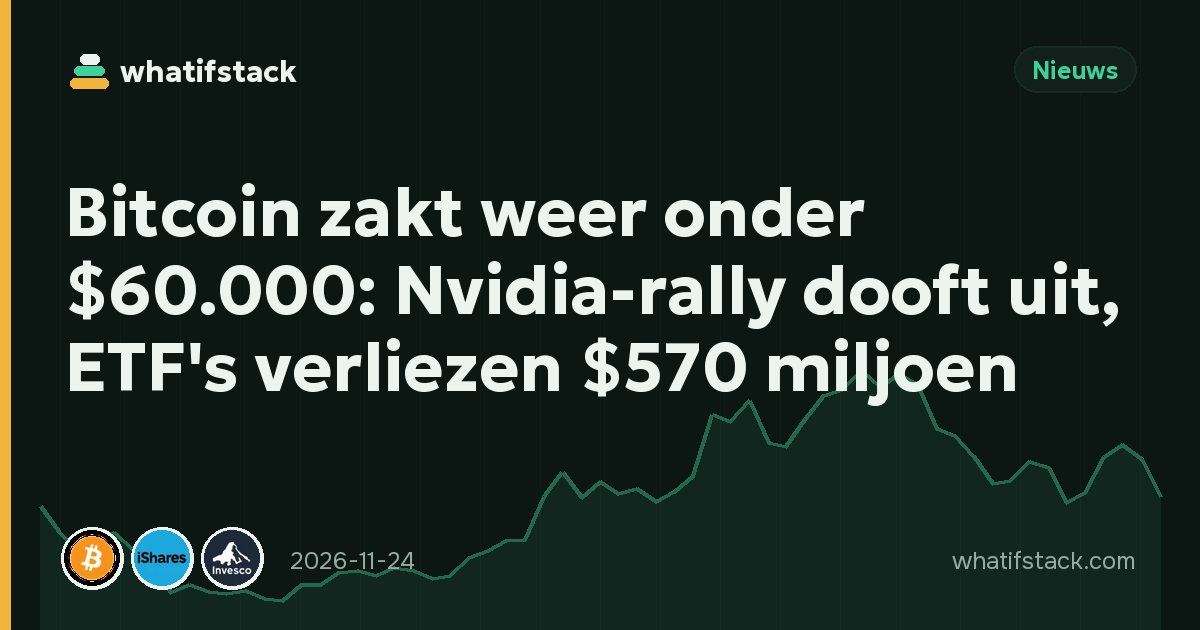 whatifstack
Nieuws
Bitcoin zakt weer onder
$60.000: Nvidia-rally dooft uit,
ETF's verliezen $570 miljoen
iShares
Invesco
2026-11-24
whatifstack.com